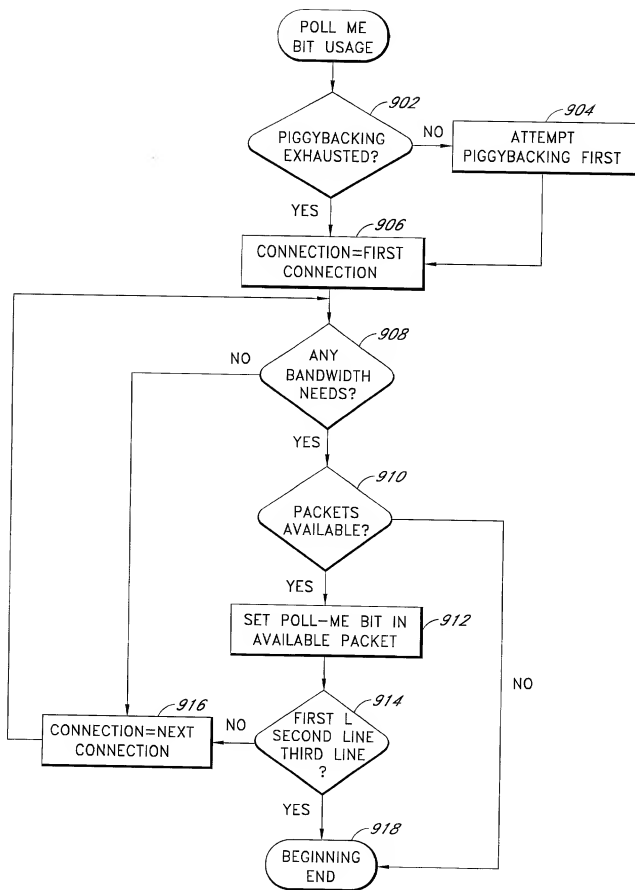 POLL ME
BIT USAGE
902
PIGGYBACKING
EXHAUSTED?
NO
904
ATTEMPT
PIGGYBACKING FIRST
YES
906
CONNECTION=FIRST
CONNECTION
908
NO
ANY
BANDWIDTH
NEEDS?
YES
910
PACKETS
AVAILABLE?
YES
SET POLL-ME BIT IN
AVAILABLE PACKET
912
NO
914
FIRST L
SECOND LINE
THIRD LINE
?
NO
916
CONNECTION=NEXT
CONNECTION
YES
918
BEGINNING
END